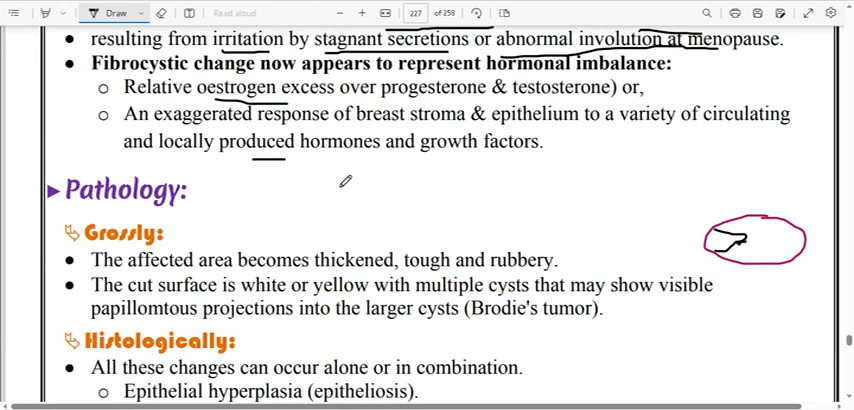 Draw
Read aloud
227 of 258
• resulting from irritation by stagnant secretions or abnormal involution at menopause.
• Fibrocystic change now appears to represent hormonal imbalance:
o Relative oestrogen excess over progesterone & testosterone) or,
o An exaggerated response of breast stroma & epithelium to a variety of circulating
and locally produced hormones and growth factors.
Pathology:
Grossly:
• The affected area becomes thickened, tough and rubbery.
• The cut surface is white or yellow with multiple cysts that may show visible
papillomtous projections into the larger cysts (Brodie's tumor).
Histologically:
• All these changes can occur alone or in combination.
o Epithelial hyperplasia (epitheliosis).